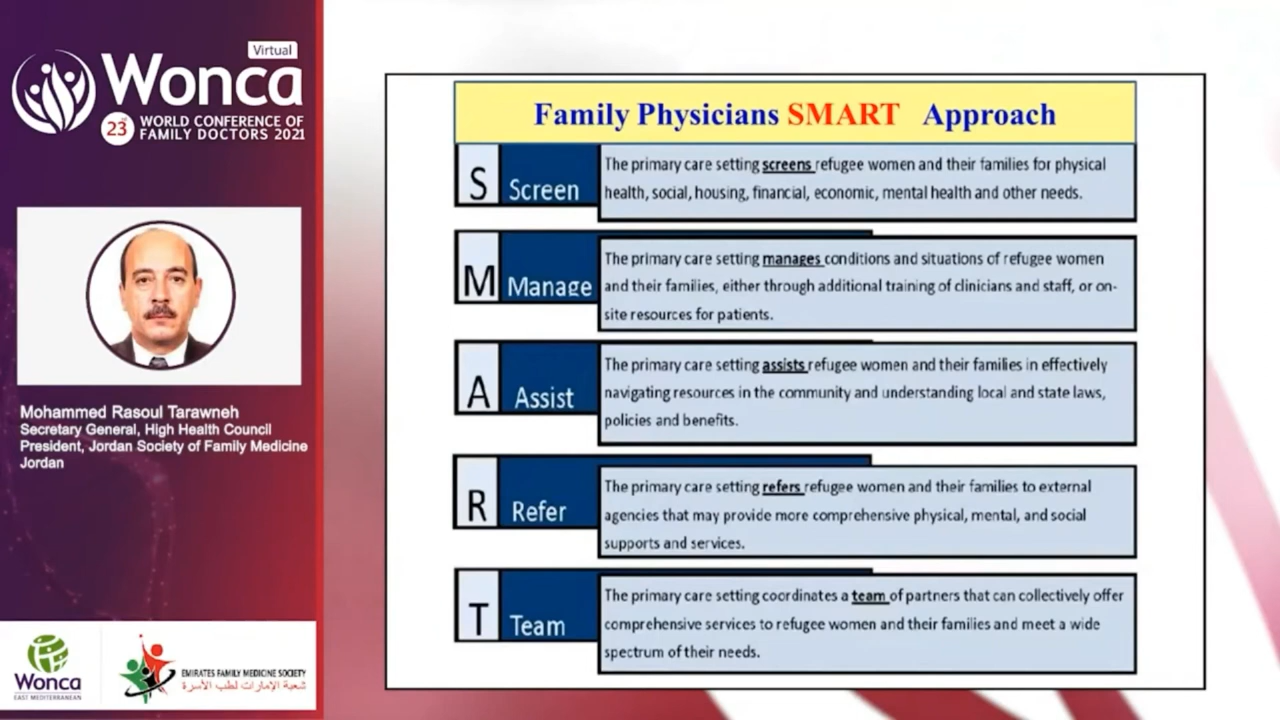 Virtual
Wonca
23rd
WORLD CONFERENCE OF
FAMILY DOCTORS 2021
Mohammed Rasoul Tarawneh
Secretary General, High Health Council
President, Jordan Society of Family Medicine
Jordan
Wonca
EAST MEDITERRANEAN
EMIRATES FAMILY MEDICINE SOCIETY
شعبة الإمارات لطب الأسرة
Family Physicians SMART Approach
S Screen
The primary care setting screens refugee women and their families for physical
health, social, housing, financial, economic, mental health and other needs.
M Manage
The primary care setting manages conditions and situations of refugee women
and their families, either through additional training of clinicians and staff, or on-
site resources for patients.
A Assist
The primary care setting assists refugee women and their families in effectively
navigating resources in the community and understanding local and state laws,
policies and benefits.
R Refer
The primary care setting refers refugee women and their families to external
agencies that may provide more comprehensive physical, mental, and social
supports and services.
T Team
The primary care setting coordinates a team of partners that can collectively offer
comprehensive services to refugee women and their families and meet a wide
spectrum of their needs.